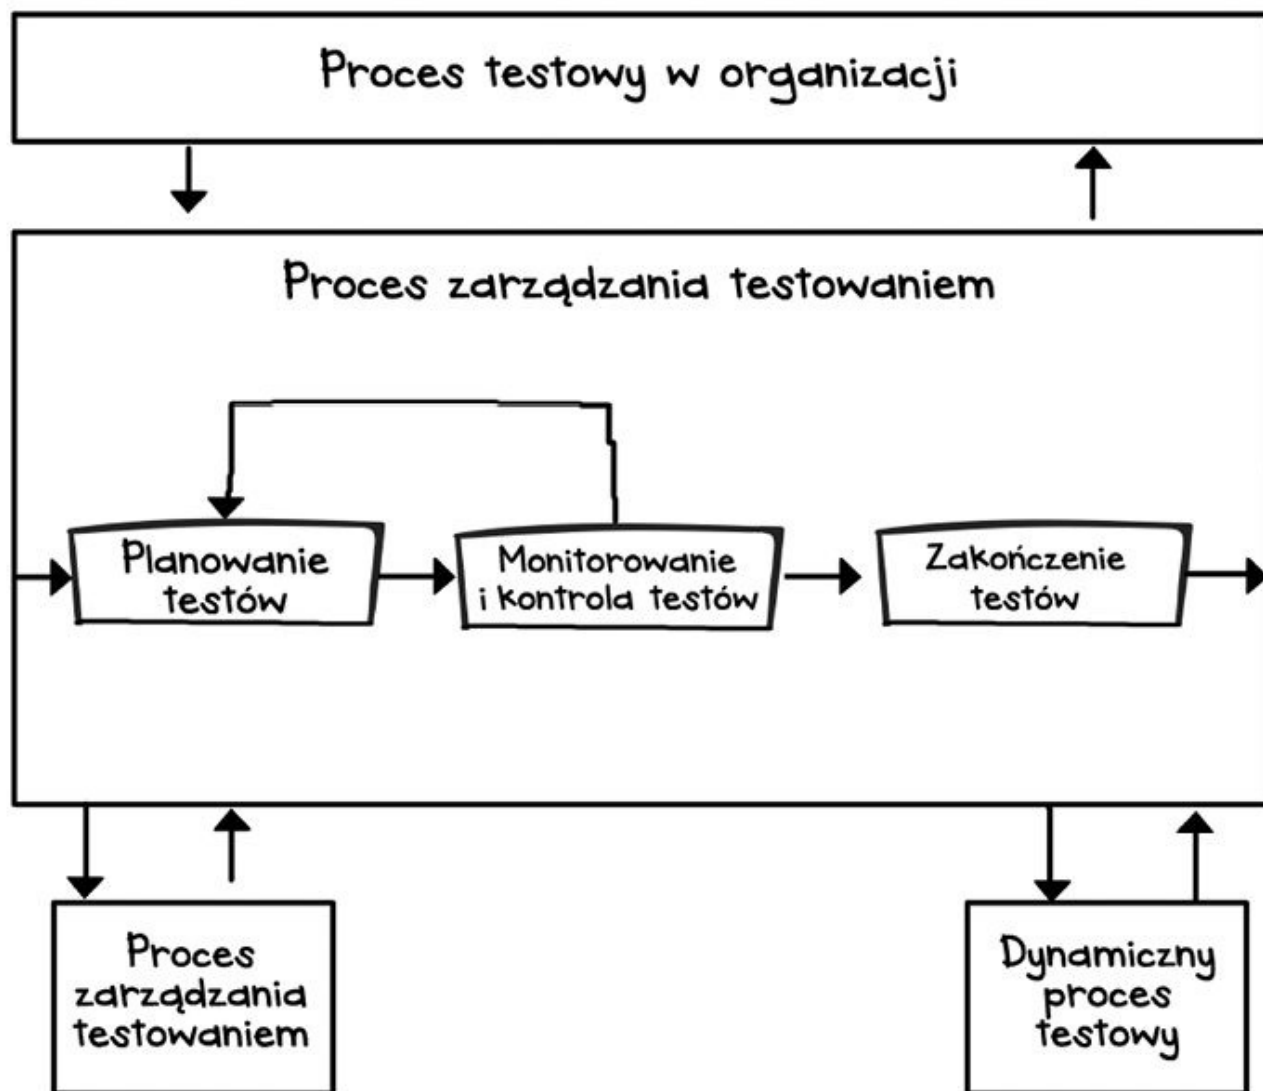 Proces testowy w organizacji
Proces zarządzania testowaniem
Planowanie
testów
Monitorowanie
i kontrola testów
Zakończenie
testów
Proces
zarządzania
testowaniem
Dynamiczny
proces
testowy